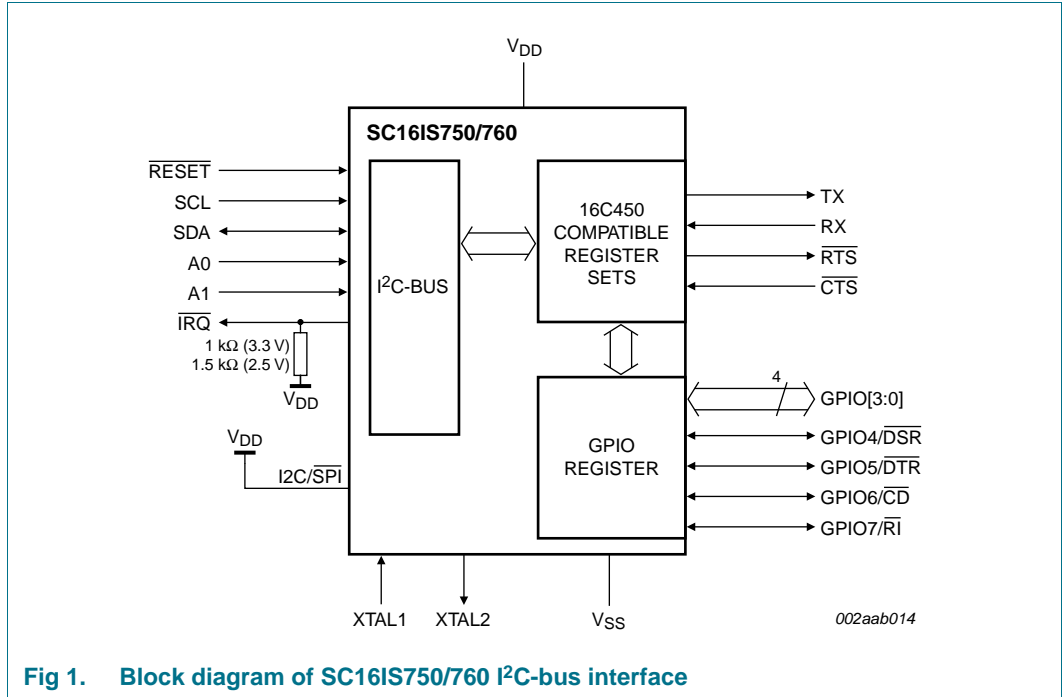 VDD
SC16IS750/760
RESET
SCL
SDA
A0
A1
IRQ
1 kΩ (3.3 V)
1.5 kΩ (2.5 V)
VDD
VDD
I2C/SPI
I²C-BUS
16C450
COMPATIBLE
REGISTER
SETS
TX
RX
RTS
CTS
GPIO
REGISTER
4
GPIO[3:0]
GPIO4/DSR
GPIO5/DTR
GPIO6/CD
GPIO7/RI
XTAL1
XTAL2
VSS
002aab014
Fig 1. Block diagram of SC16IS750/760 I²C-bus interface